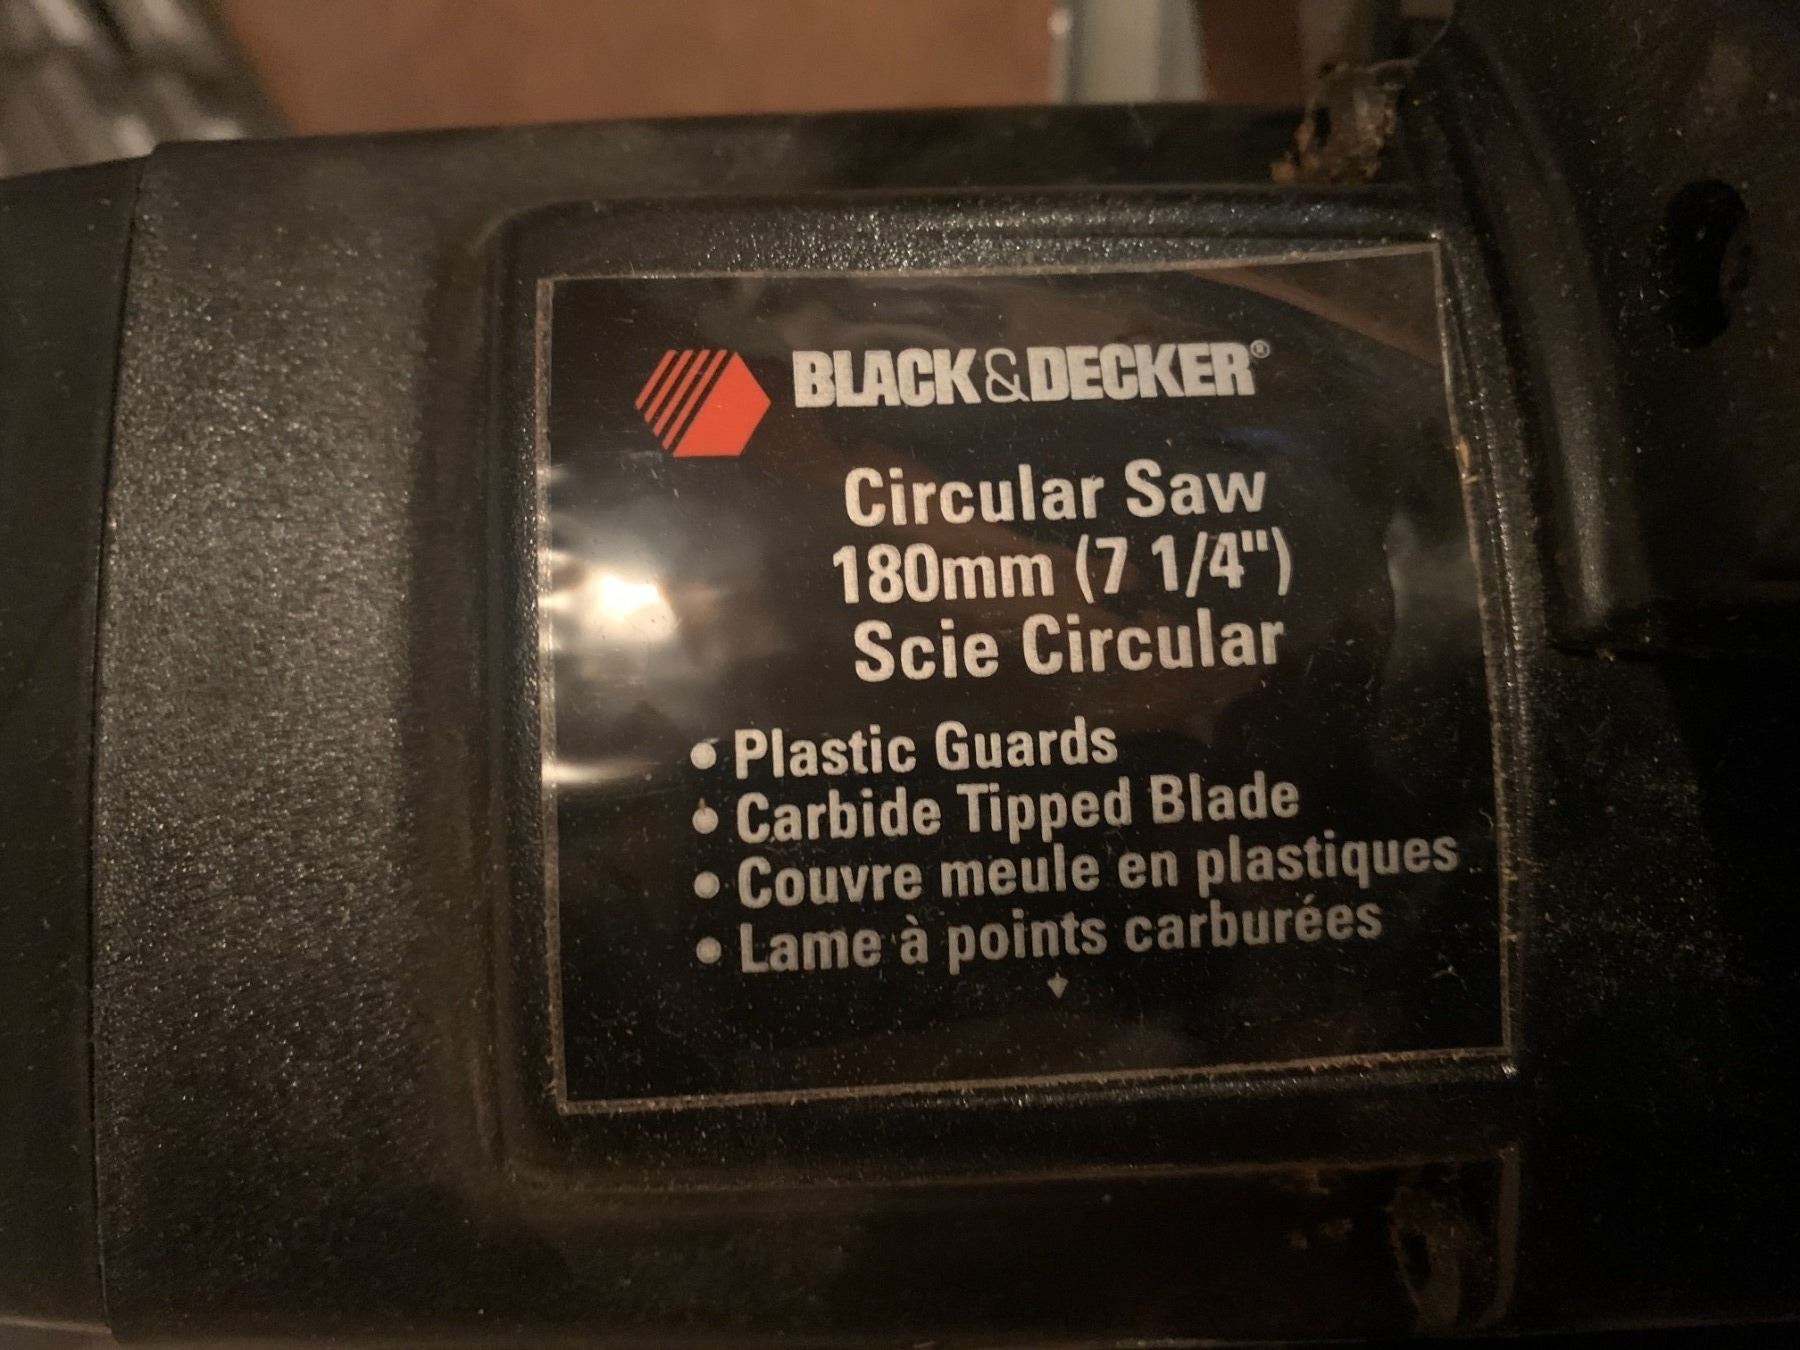 BLACK&DECKER®
Circular Saw
180mm (7 1/4")
Scie Circular
• Plastic Guards
• Carbide Tipped Blade
• Couvre meule en plastiques
• Lame à points carburées